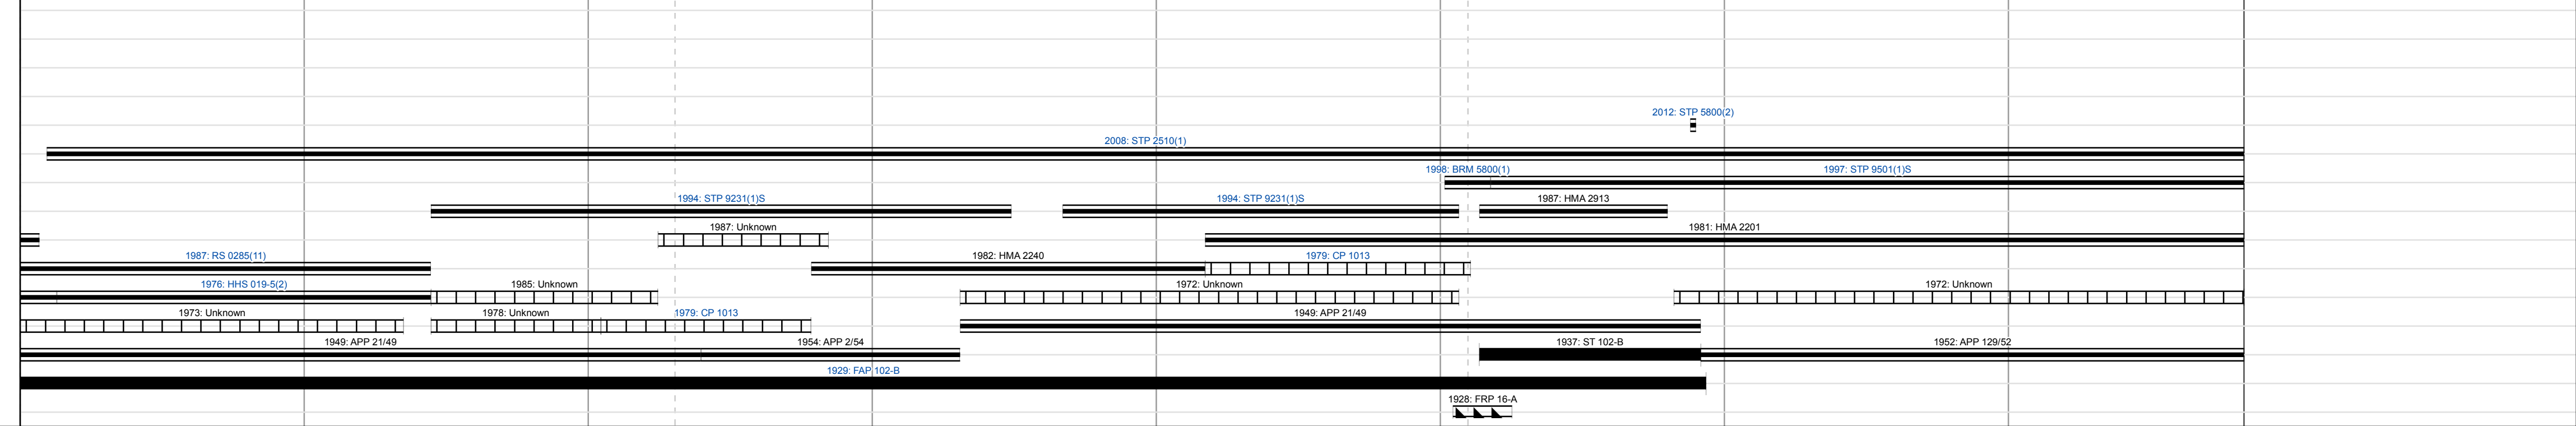 2012: STP 5800(2)
2008: STP 2510(1)
1998: BRM 5800(1)
1997: STP 9501(1)S
1994: STP 9231(1)S
1994: STP 9231(1)S
1987: HMA 2913
1987: Unknown
1981: HMA 2201
1987: RS 0285(11)
1982: HMA 2240
1979: CP 1013
1976: HHS 019-5(2)
1985: Unknown
1972: Unknown
1972: Unknown
1973: Unknown
1978: Unknown
1979: CP 1013
1949: APP 21/49
1949: APP 21/49
1954: APP 2/54
1937: ST 102-B
1952: APP 129/52
1929: FAP 102-B
1928: FRP 16-A